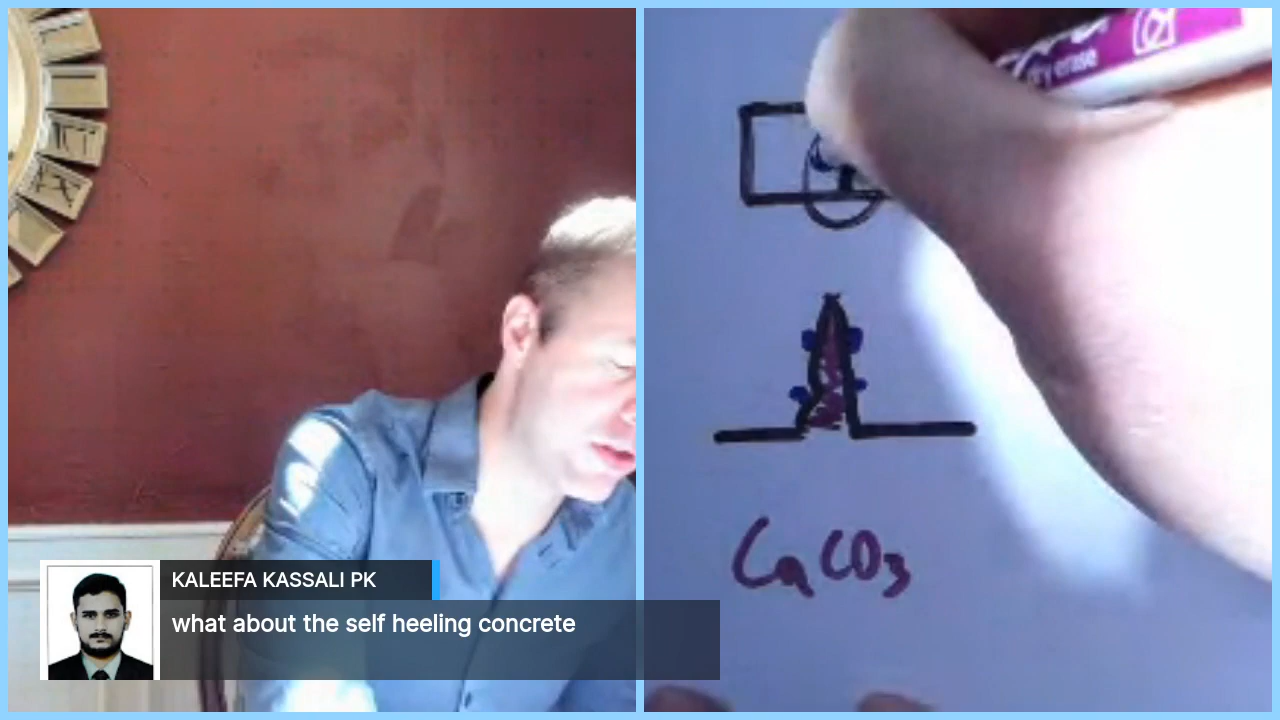 dry erase
CaCO3
KALEEFA KASSALI PK
what about the self heeling concrete